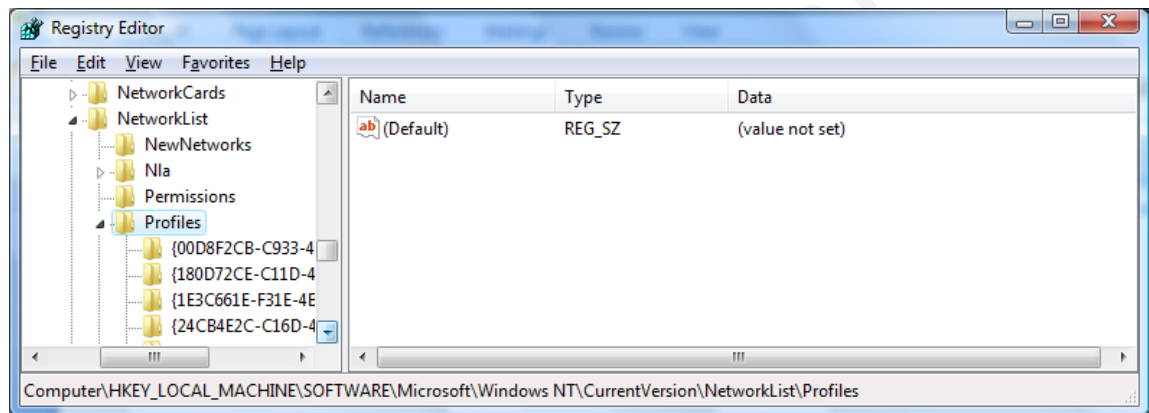 Registry Editor
File Edit View Favorites Help
NetworkCards
NetworkList
NewNetworks
Nla
Permissions
Profiles
{00D8F2CB-C933-4
{180D72CE-C11D-4
{1E3C661E-F31E-4E
{24CB4E2C-C16D-4
Name Type Data
ab (Default) REG_SZ (value not set)
Computer\HKEY_LOCAL_MACHINE\SOFTWARE\Microsoft\Windows NT\CurrentVersion\NetworkList\Profiles